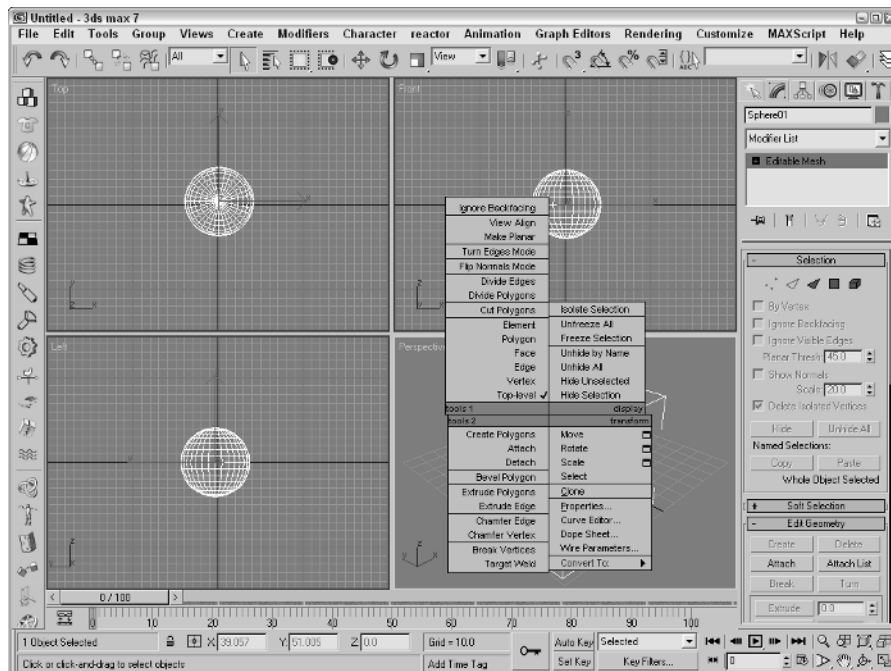 Untitled - 3ds max 7
File Edit Tools Group Views Create Modifiers Character reactor Animation Graph Editors Rendering Customize MAXScript Help
All View
Top
Front
Sphere01
Modifier List
Editable Mesh
Ignore Backfacing
View Align
Make Planar
Turn Edges Mode
Flip Normals Mode
Divide Edges
Divide Polygons
Cut Polygons
Element
Polygon
Face
Edge
Vertex
Top-level
tools 1
Isolate Selection
Unfreeze All
Freeze Selection
Unhide by Name
Unhide All
Hide Unselected
Hide Selection
display
tools 2
Create Polygons
Attach
Detach
Bevel Polygon
Extrude Polygons
Extrude Edge
Chamfer Edge
Chamfer Vertex
Break Vertices
Target Weld
transform
Move
Rotate
Scale
Select
Clone
Properties...
Curve Editor...
Dope Sheet...
Wire Parameters...
Convert To:
Left
Perspective
Selection
By Vertex
Ignore Backfacing
Ignore Visible Edges
Planar Thresh: 45.0
Show Normals
Scale: 20.0
Delete Isolated Vertices
Hide Unhide All
Named Selections:
Copy Paste
Whole Object Selected
Soft Selection
Edit Geometry
Create Delete
Attach Attach List
Break Turn
Extrude 0.0
0 / 100
0 10 20 30 40 50 60 70 80 90 100
1 Object Selected X 39.057 Y: 51.005 Z 0.0 Grid = 10.0 Auto Key Selected
Click or click-and-drag to select objects Add Time Tag Set Key Key Filters... 0